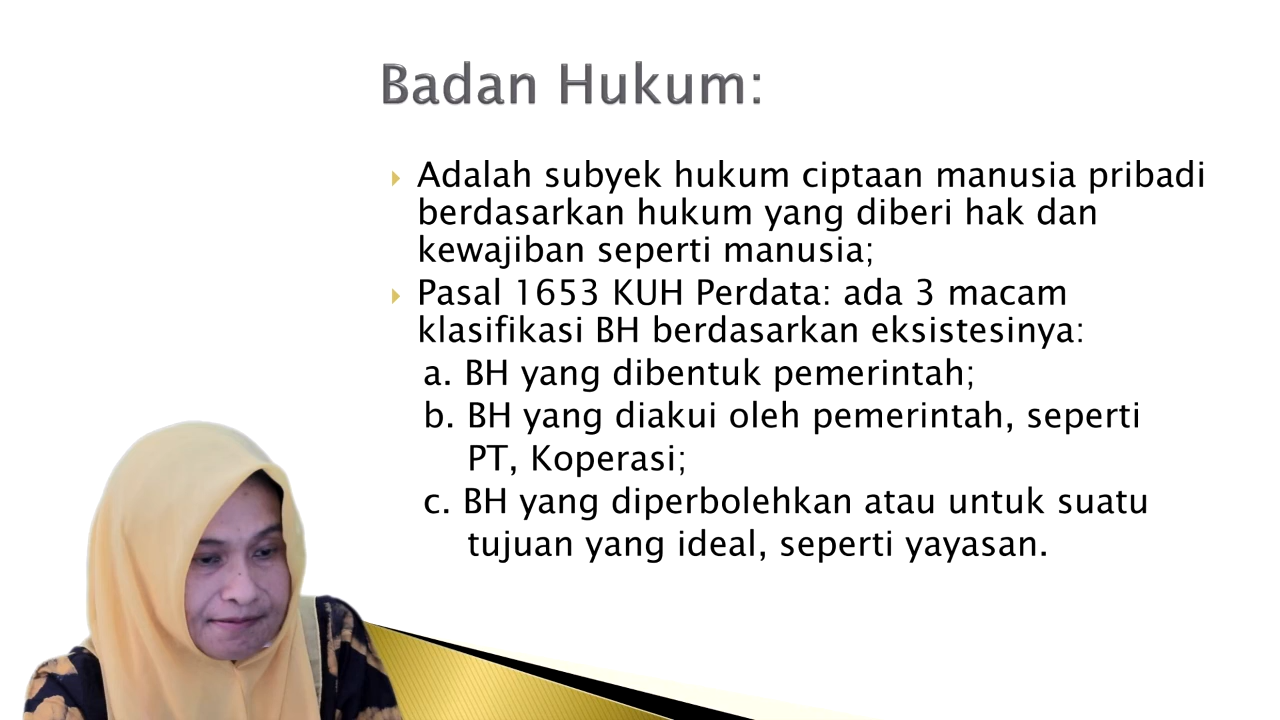 Badan Hukum:
Adalah subyek hukum ciptaan manusia pribadi
berdasarkan hukum yang diberi hak dan
kewajiban seperti manusia;
Pasal 1653 KUH Perdata: ada 3 macam
klasifikasi BH berdasarkan eksistesinya:
a. BH yang dibentuk pemerintah;
b. BH yang diakui oleh pemerintah, seperti
PT, Koperasi;
c. BH yang diperbolehkan atau untuk suatu
tujuan yang ideal, seperti yayasan.